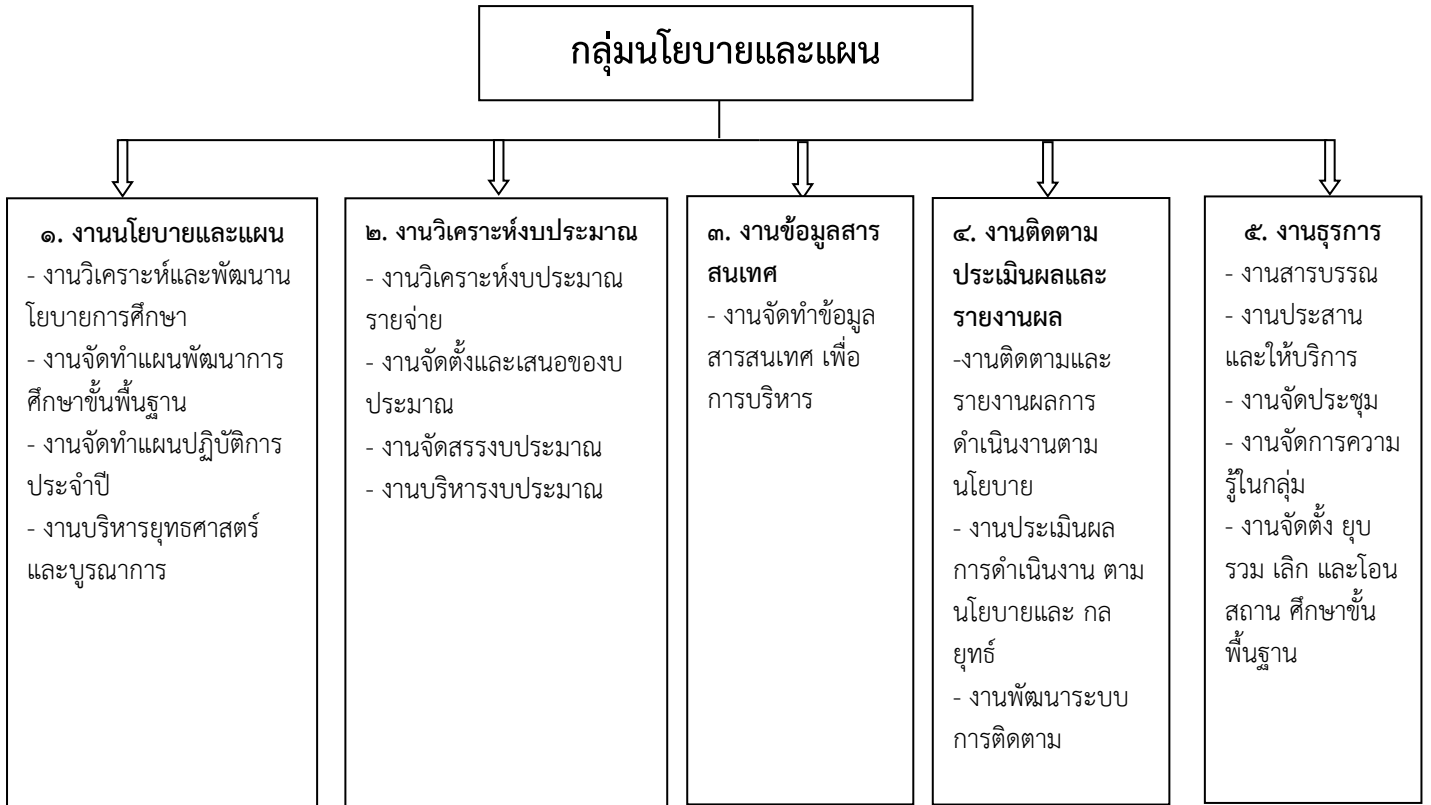 กลุ่มนโยบายและแผน
๑. งานนโยบายและแผน
- งานวิเคราะห์และพัฒนาน
โยบายการศึกษา
- งานจัดทำแผนพัฒนาการ
ศึกษาขั้นพื้นฐาน
- งานจัดทำแผนปฏิบัติการ
ประจำปี
- งานบริหารยุทธศาสตร์
และบูรณาการ
๒. งานวิเคราะห์งบประมาณ
- งานวิเคราะห์งบประมาณ
รายจ่าย
- งานจัดตั้งและเสนอของบ
ประมาณ
- งานจัดสรรงบประมาณ
- งานบริหารงบประมาณ
๓. งานข้อมูลสาร
สนเทศ
- งานจัดทำข้อมูล
สารสนเทศ เพื่อ
การบริหาร
๔. งานติดตาม
ประเมินผลและ
รายงานผล
-งานติดตามและ
รายงานผลการ
ดำเนินงานตาม
นโยบาย
- งานประเมินผล
การดำเนินงาน ตาม
นโยบายและ กล
ยุทธ์
- งานพัฒนาระบบ
การติดตาม
๕. งานธุรการ
- งานสารบรรณ
- งานประสาน
และให้บริการ
- งานจัดประชุม
- งานจัดการความ
รู้ในกลุ่ม
- งานจัดตั้ง ยุบ
รวม เลิก และโอน
สถาน ศึกษาขั้น
พื้นฐาน